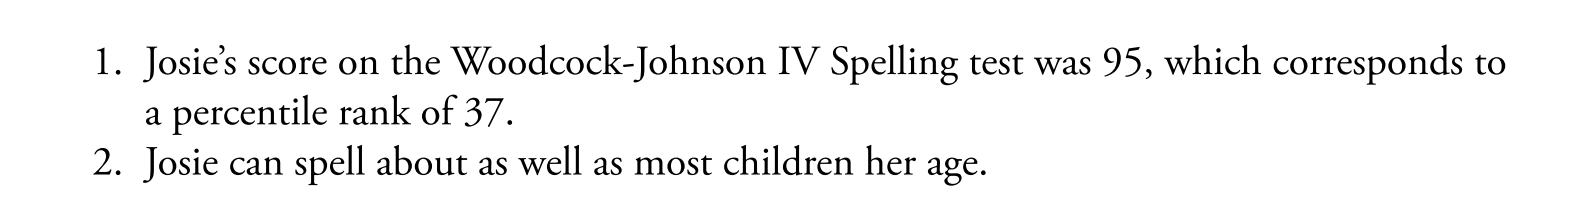 1. Josie’s score on the Woodcock-Johnson IV Spelling test was 95, which corresponds to
a percentile rank of 37.
2. Josie can spell about as well as most children her age.